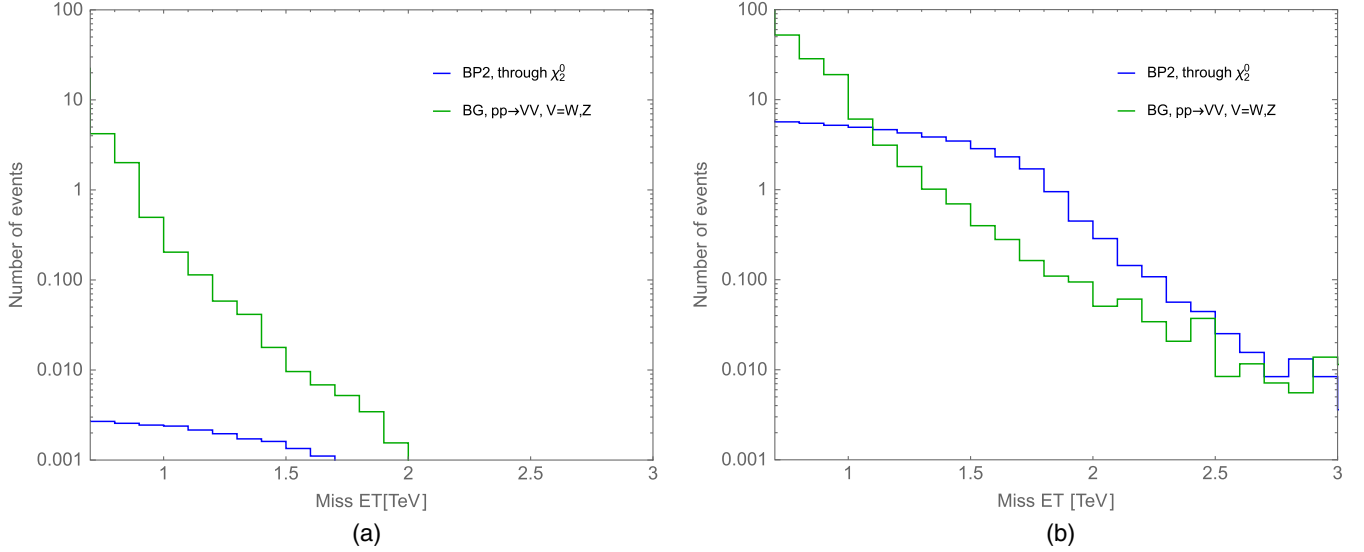 100
10
1
0.100
0.010
0.001
Number of events
BP2, through χ₂⁰
BG, pp→VV, V=W,Z
1
1.5
2
2.5
3
Miss ET[TeV]
(a)
100
10
1
0.100
0.010
0.001
Number of events
BP2, through χ₂⁰
BG, pp→VV, V=W,Z
1
1.5
2
2.5
3
Miss ET [TeV]
(b)